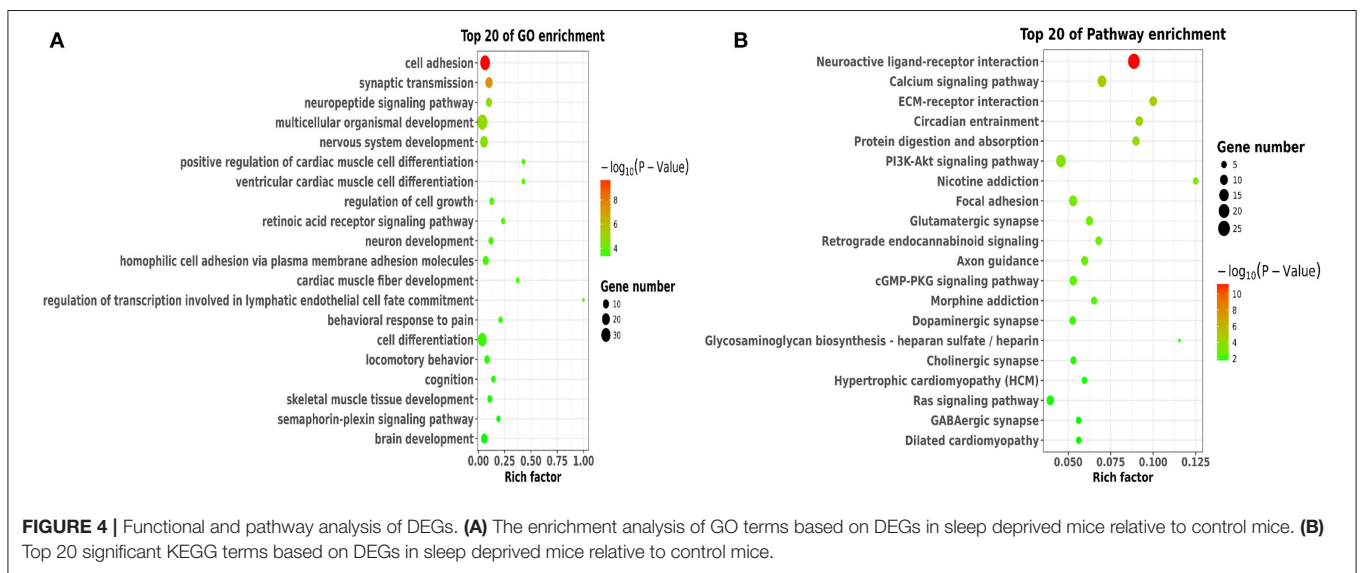 A
Top 20 of GO enrichment
cell adhesion
synaptic transmission
neuropeptide signaling pathway
multicellular organismal development
nervous system development
positive regulation of cardiac muscle cell differentiation
ventricular cardiac muscle cell differentiation
regulation of cell growth
retinoic acid receptor signaling pathway
neuron development
homophilic cell adhesion via plasma membrane adhesion molecules
cardiac muscle fiber development
regulation of transcription involved in lymphatic endothelial cell fate commitment
behavioral response to pain
cell differentiation
locomotory behavior
cognition
skeletal muscle tissue development
semaphorin-plexin signaling pathway
brain development
0.00 0.25 0.50 0.75 1.00
Rich factor
−log10(P−Value)
8
6
4
Gene number
10
20
30
B
Top 20 of Pathway enrichment
Neuroactive ligand-receptor interaction
Calcium signaling pathway
ECM-receptor interaction
Circadian entrainment
Protein digestion and absorption
PI3K-Akt signaling pathway
Nicotine addiction
Focal adhesion
Glutamatergic synapse
Retrograde endocannabinoid signaling
Axon guidance
cGMP-PKG signaling pathway
Morphine addiction
Dopaminergic synapse
Glycosaminoglycan biosynthesis - heparan sulfate / heparin
Cholinergic synapse
Hypertrophic cardiomyopathy (HCM)
Ras signaling pathway
GABAergic synapse
Dilated cardiomyopathy
0.050 0.075 0.100 0.125
Rich factor
Gene number
5
10
15
20
25
−log10(P−Value)
10
8
6
4
2
FIGURE 4 | Functional and pathway analysis of DEGs. (A) The enrichment analysis of GO terms based on DEGs in sleep deprived mice relative to control mice. (B)
Top 20 significant KEGG terms based on DEGs in sleep deprived mice relative to control mice.